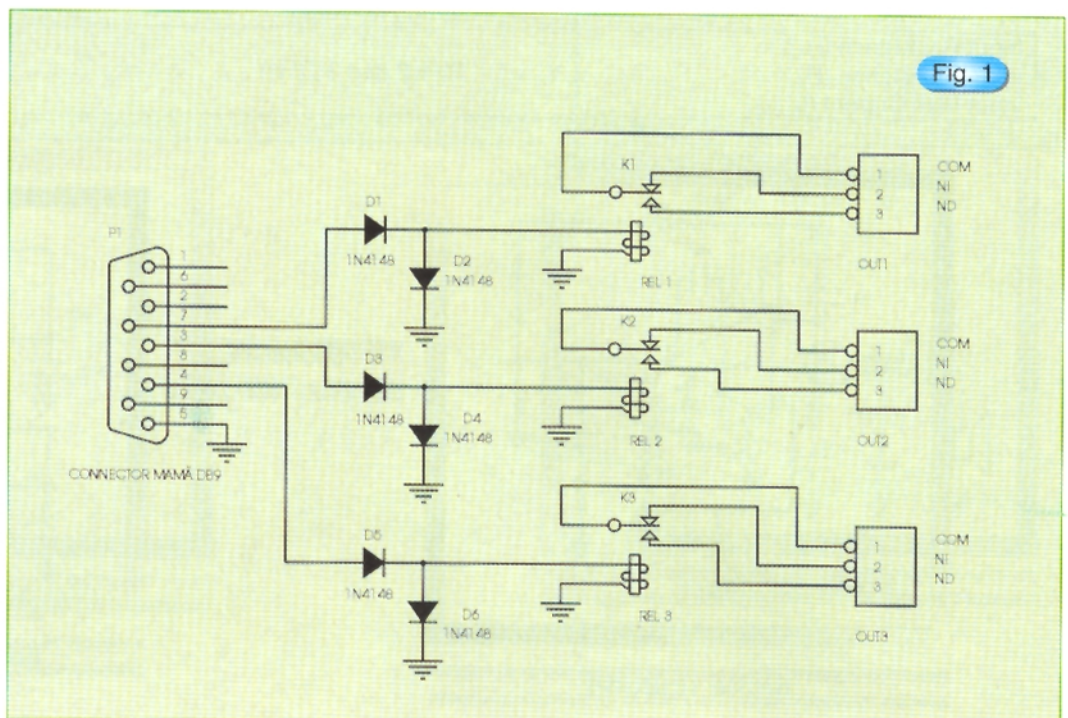 Fig. 1
P1
1
6
2
7
3
8
4
9
5
CONNECTOR MAMĂ DB9
D1
1N4148
D2
1N4148
D3
1N4148
D4
1N4148
D5
1N4148
D6
1N4148
K1
REL 1
1
2
3
COM
NI
ND
OUT1
K2
REL 2
1
2
3
COM
NI
ND
OUT2
K3
REL 3
1
2
3
COM
NI
ND
OUT3